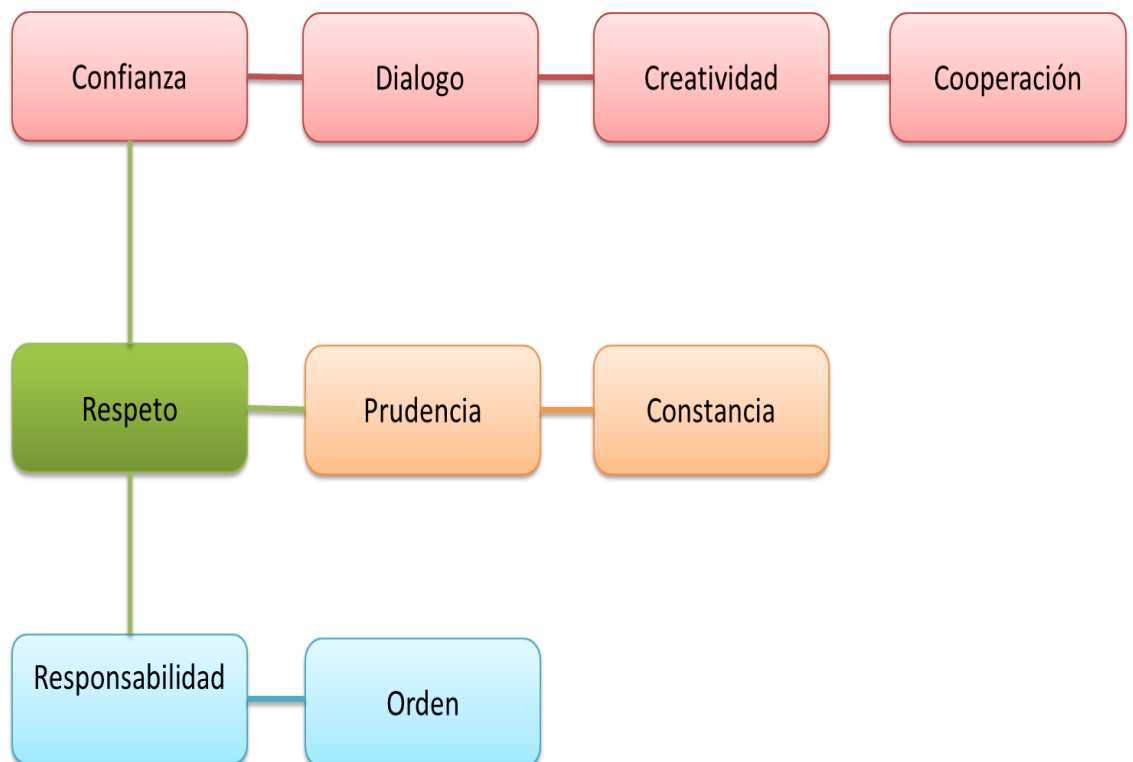 Confianza
Dialogo
Creatividad
Cooperación
Respeto
Prudencia
Constancia
Responsabilidad
Orden